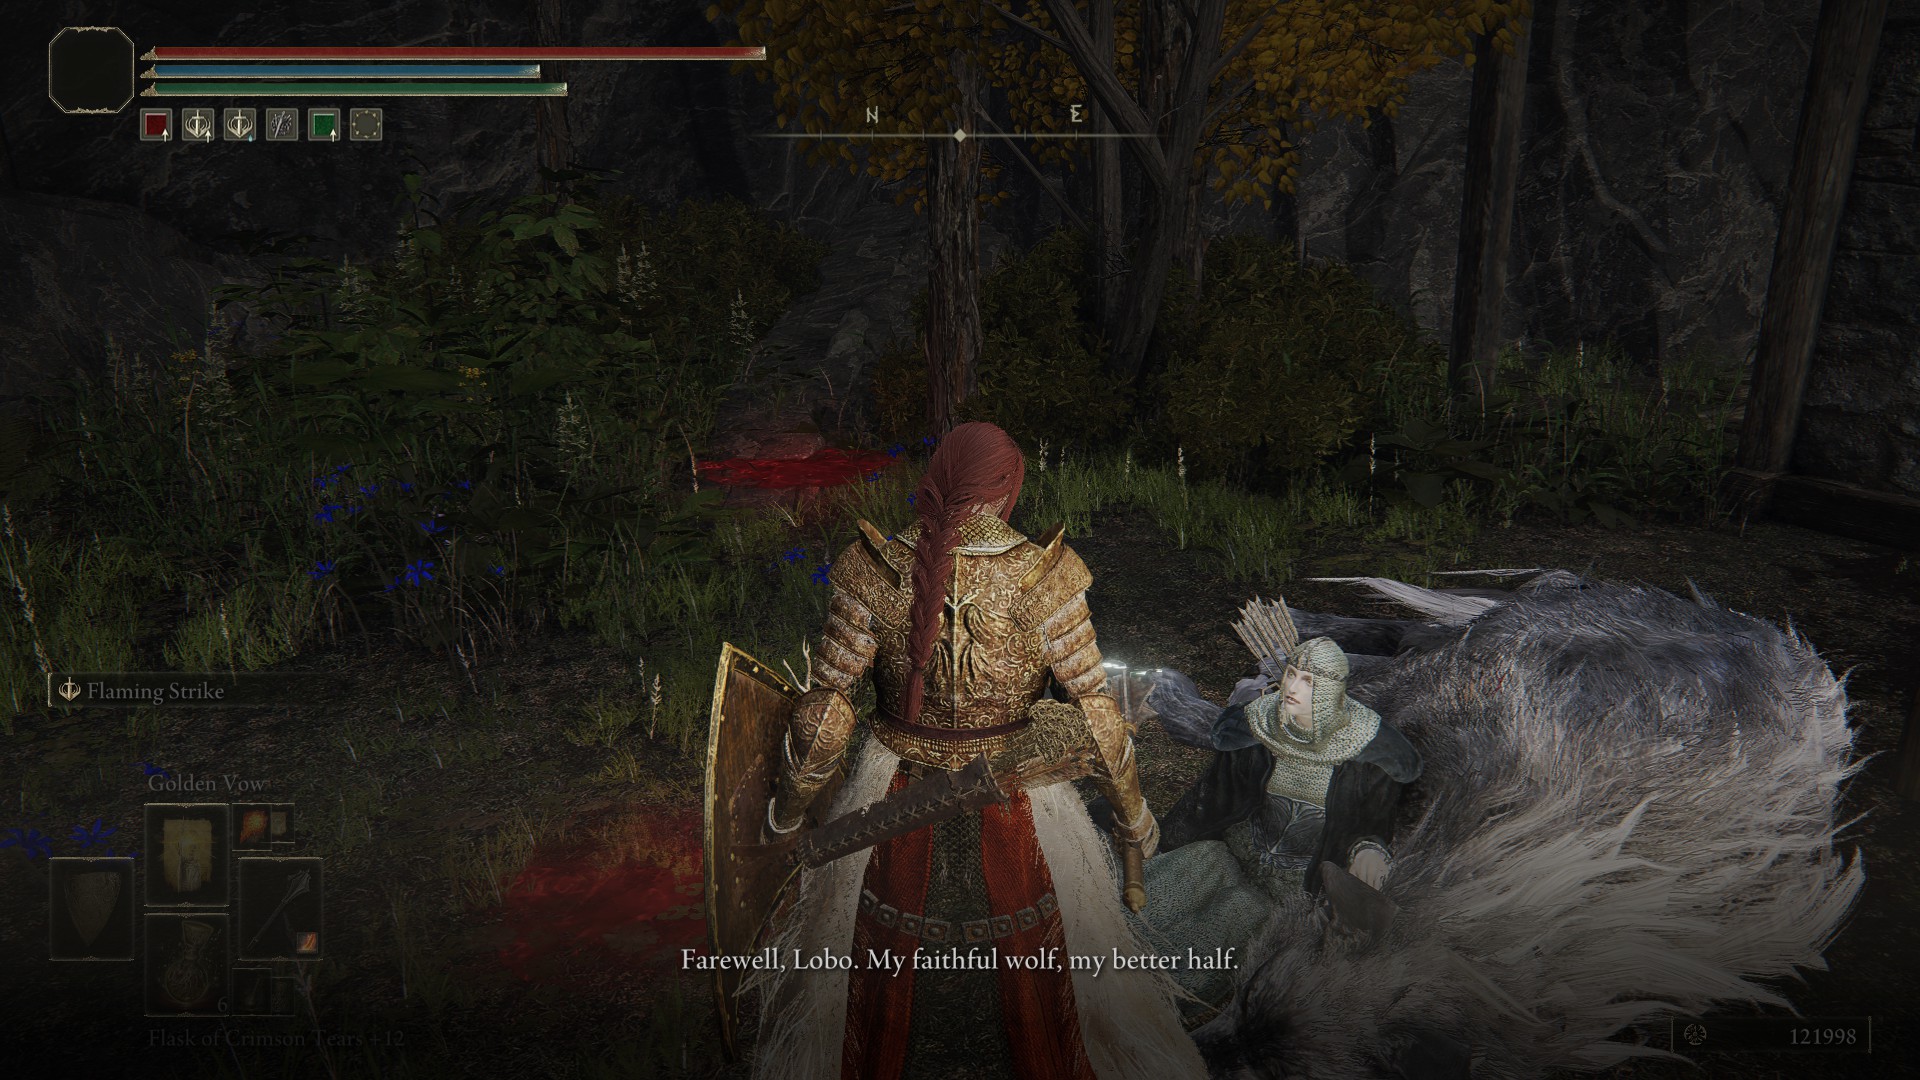 N
E
Flaming Strike
Golden Vow
6
Flask of Crimson Tears +12
Farewell, Lobo. My faithful wolf, my better half.
121998